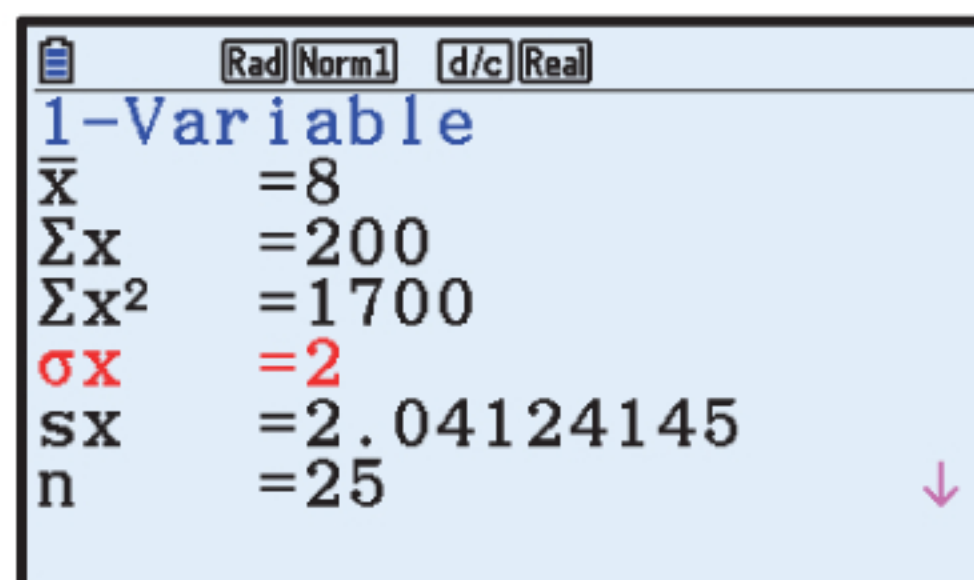 Rad Norm1 d/c Real
1-Variable
x̄ =8
Σx =200
Σx² =1700
σx =2
sx =2.04124145
n =25 ↓